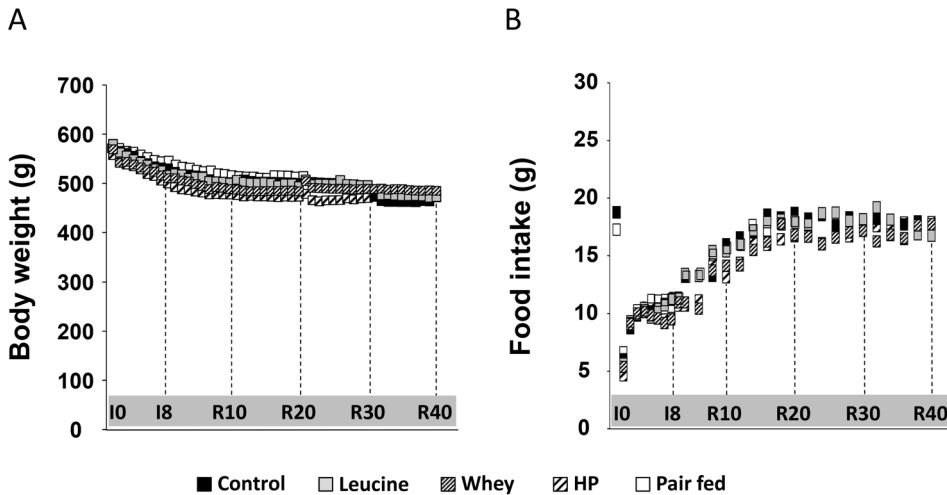 A
B
Body weight (g)
700
600
500
400
300
200
100
0
I0 I8 R10 R20 R30 R40
Food intake (g)
30
25
20
15
10
5
0
I0 I8 R10 R20 R30 R40
Control Leucine Whey HP Pair fed